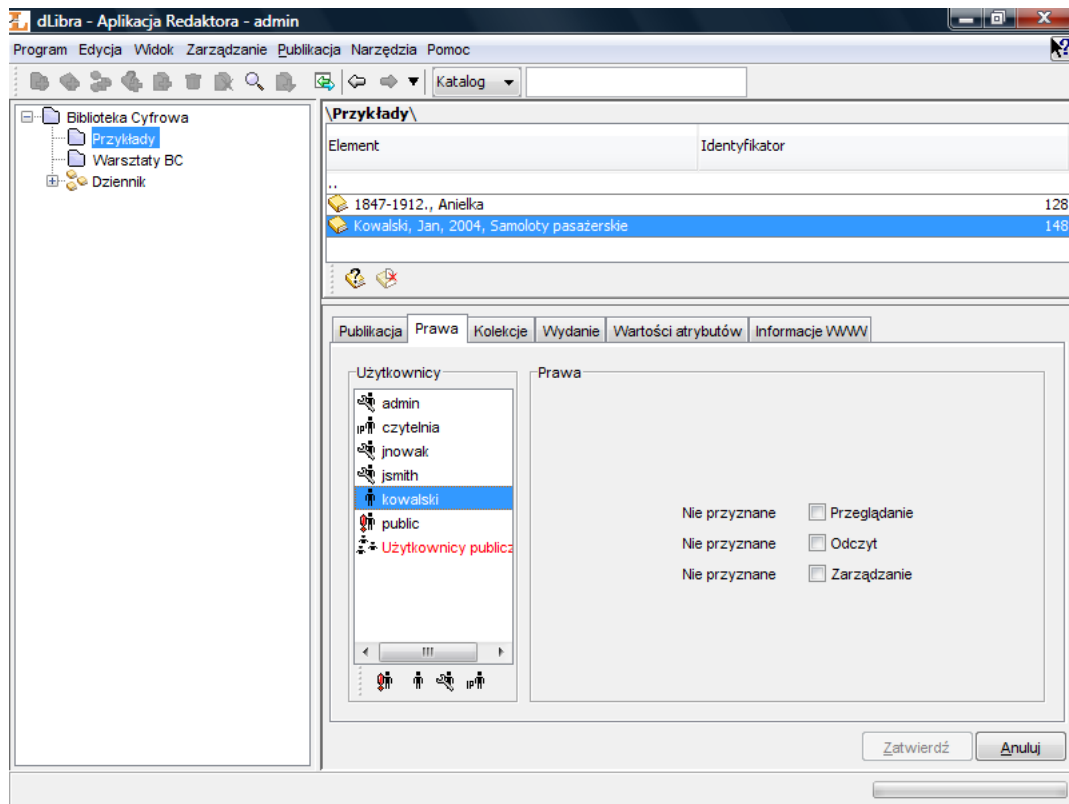 dLibra - Aplikacja Redaktora - admin
Program Edycja Widok Zarządzanie Publikacja Narzędzia Pomoc
Katalog
Biblioteka Cyfrowa
Przykłady
Warsztaty BC
Dziennik
\Przykłady\
Element Identyfikator
..
1847-1912., Anielka 128
Kowalski, Jan, 2004, Samoloty pasażerskie 148
Publikacja Prawa Kolekcje Wydanie Wartości atrybutów Informacje WWW
Użytkownicy
admin
czytelnia
jnowak
jsmith
kowalski
public
Użytkownicy publicz
Prawa
Nie przyznane Przeglądanie
Nie przyznane Odczyt
Nie przyznane Zarządzanie
Zatwierdź Anuluj